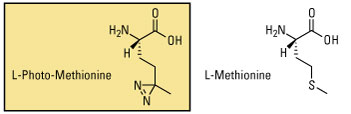 H₂N
O
OH
H
L-Photo-Methionine
N
N
H₂N
O
OH
H
L-Methionine
S